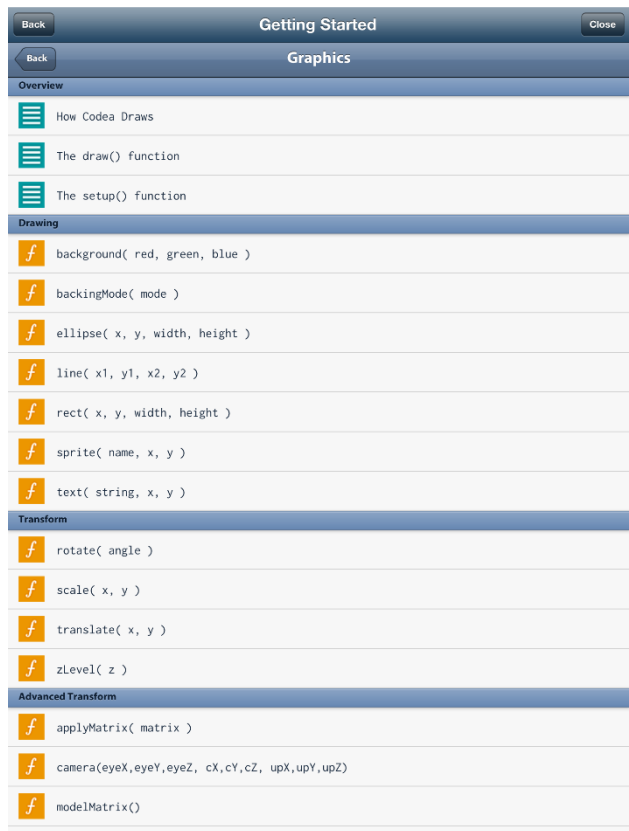 Back
Getting Started
Close
Back
Graphics
Overview
How Codea Draws
The draw() function
The setup() function
Drawing
f background( red, green, blue )
f backingMode( mode )
f ellipse( x, y, width, height )
f line( x1, y1, x2, y2 )
f rect( x, y, width, height )
f sprite( name, x, y )
f text( string, x, y )
Transform
f rotate( angle )
f scale( x, y )
f translate( x, y )
f zLevel( z )
Advanced Transform
f applyMatrix( matrix )
f camera(eyeX,eyeY,eyeZ, cX,cY,cZ, upX,upY,upZ)
f modelMatrix()